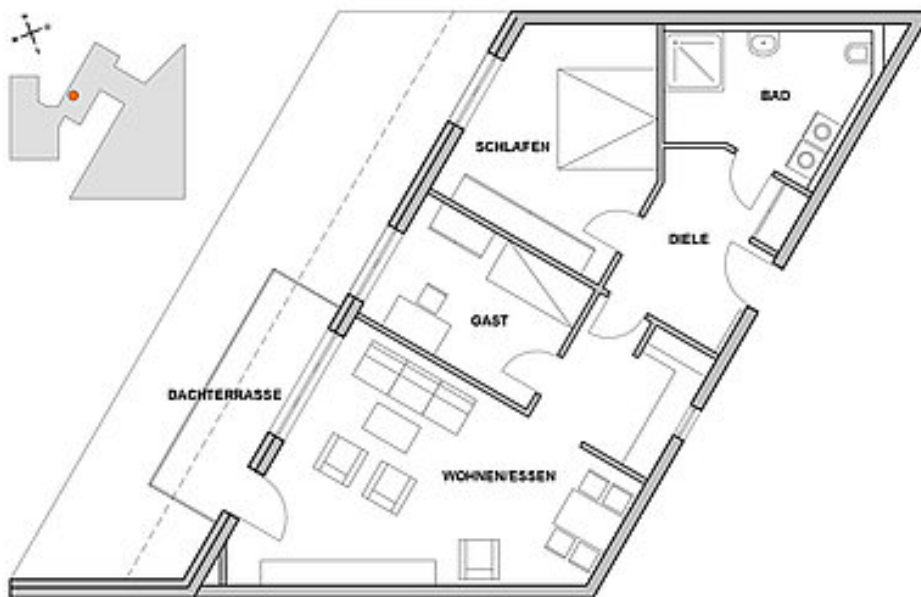 BAD
SCHLAFEN
DIELE
GAST
DACHTERRASSE
WOHNEN/ESSEN